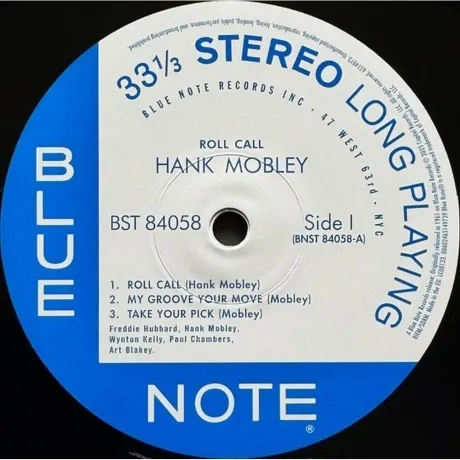 33⅓ STEREO LONG PLAYING
BLUE NOTE RECORDS INC · 47 WEST 63rd · NYC
ROLL CALL
HANK MOBLEY
BST 84058
Side I
(BNST 84058-A)
1. ROLL CALL (Hank Mobley)
2. MY GROOVE YOUR MOVE (Mobley)
3. TAKE YOUR PICK (Mobley)
Freddie Hubbard, Hank Mobley,
Wynton Kelly, Paul Chambers,
Art Blakey.
BLUE
NOTE®